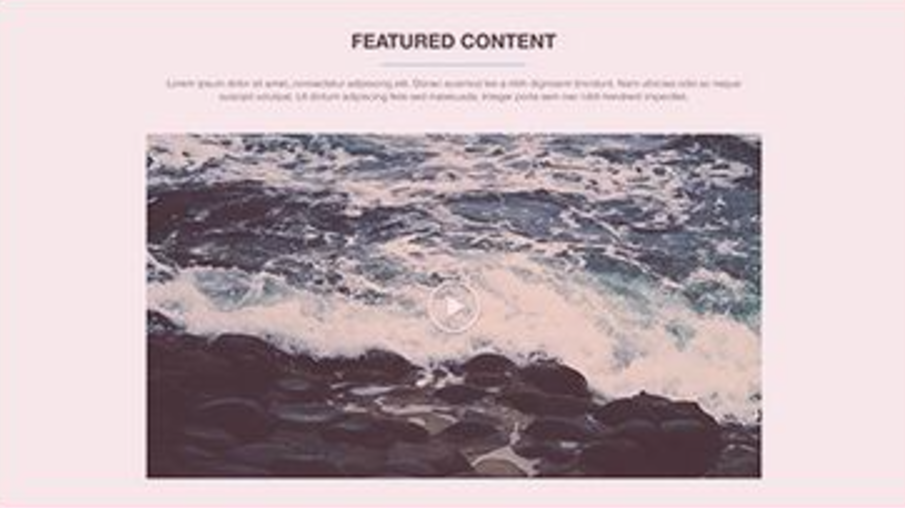 FEATURED CONTENT
Lorem ipsum dolor sit amet, consectetur adipiscing elit. Donec euismod leo a nibh dignissim tincidunt. Nam ultricies odio ac neque
suscipit volutpat. Ut dictum adipiscing felis sed malesuada. Integer porta sem nec nibh hendrerit imperdiet.